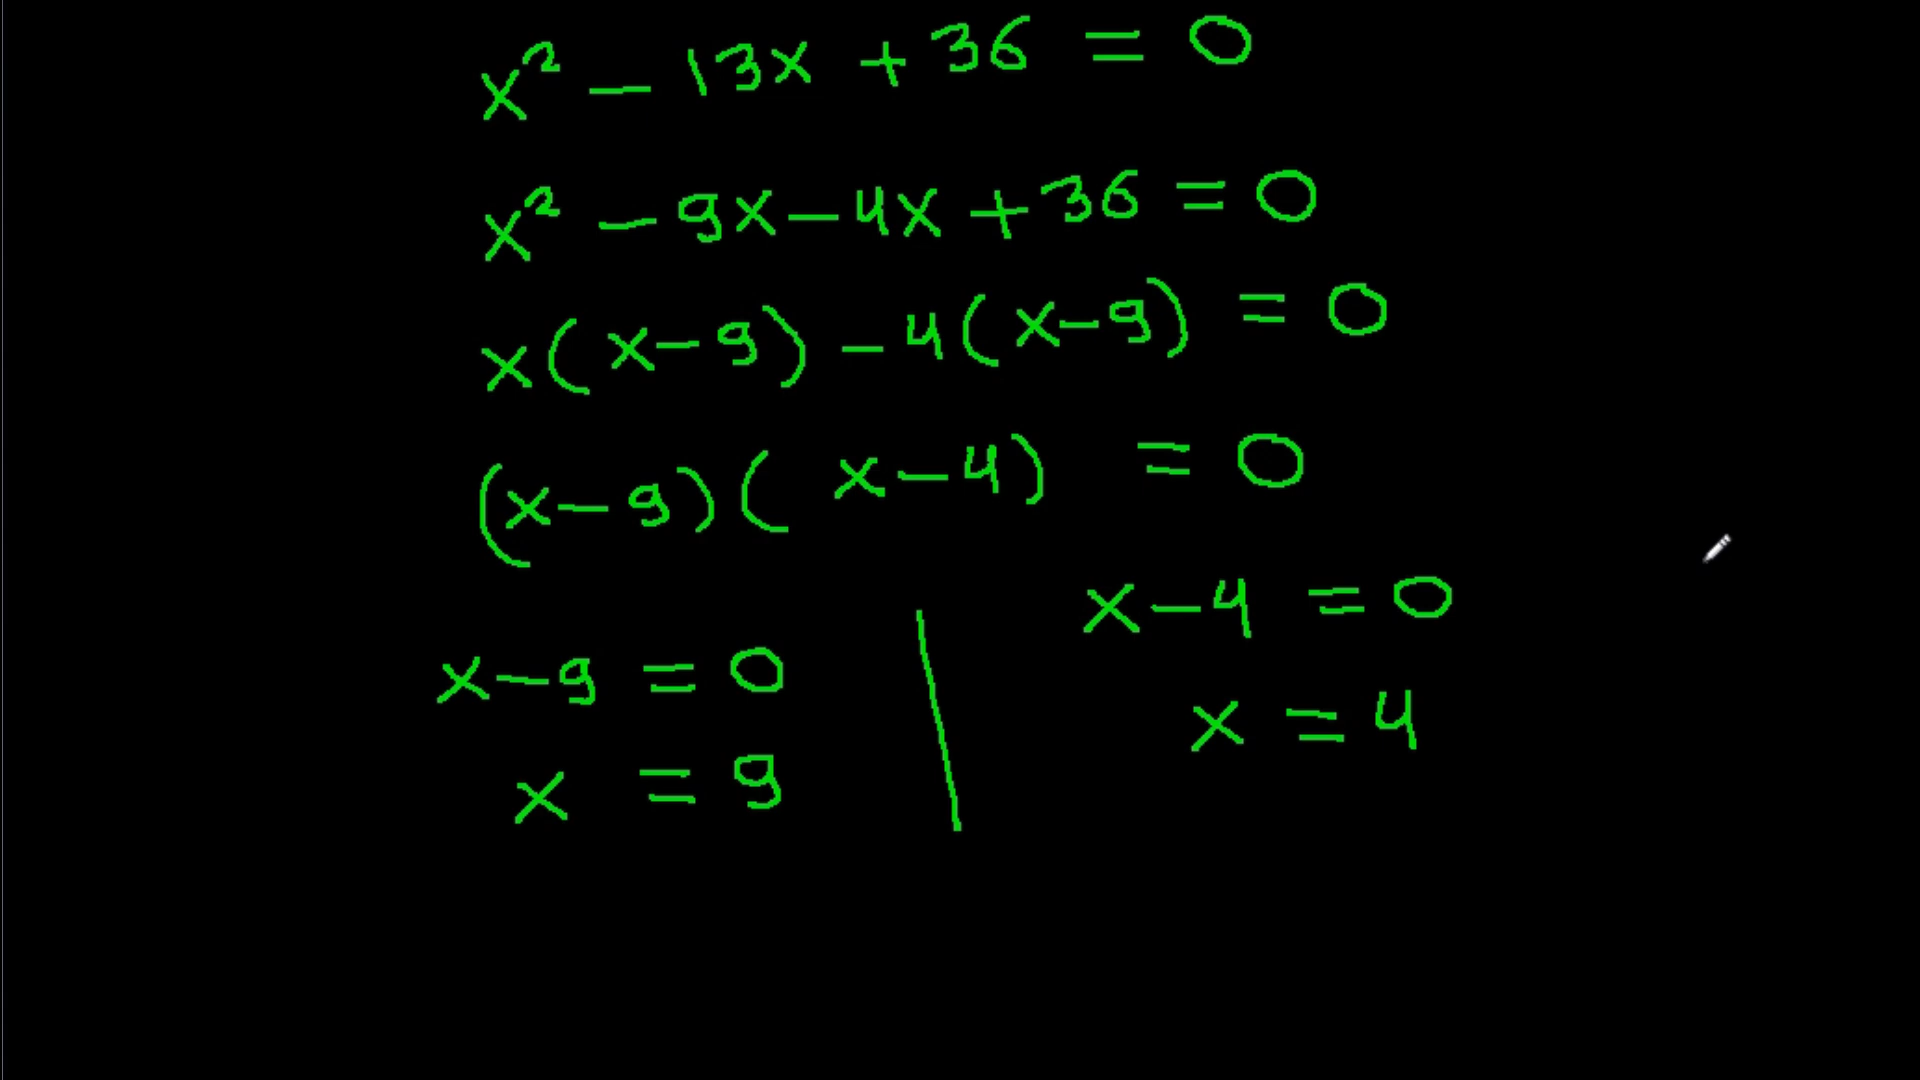 x² - 13x + 36 = 0
x² - 9x - 4x + 36 = 0
x(x-9) - 4(x-9) = 0
(x-9)(x-4) = 0
x-9 = 0
x = 9
x-4 = 0
x = 4